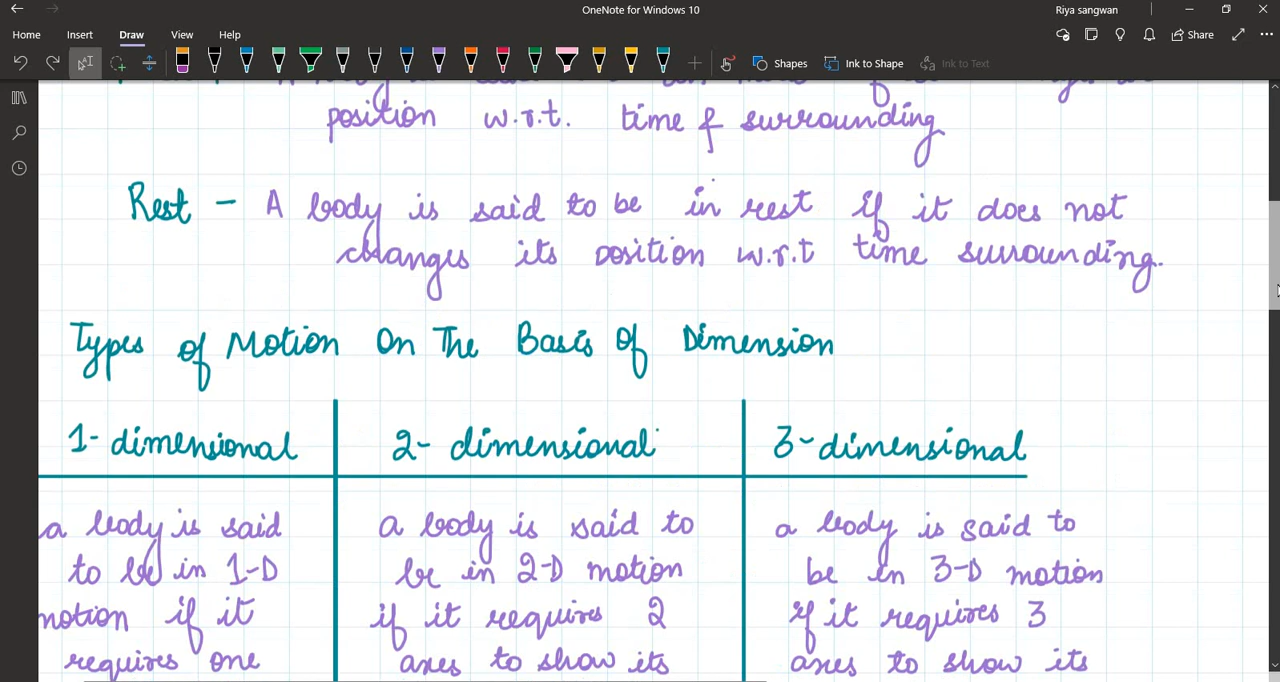 OneNote for Windows 10
Riya sangwan
Home Insert Draw View Help
Share
Shapes Ink to Shape Ink to Text
position w.r.t. time & surrounding
Rest - A body is said to be in rest if it does not
changes its position w.r.t time surrounding.
Types of Motion On The Basis Of Dimension
1- dimensional 2- dimensional 3-dimensional
a body is said a body is said to a body is said to
to be in 1-D be in 2-D motion be in 3-D motion
motion if it if it requires 2 if it requires 3
requires one axes to show its axes to show its